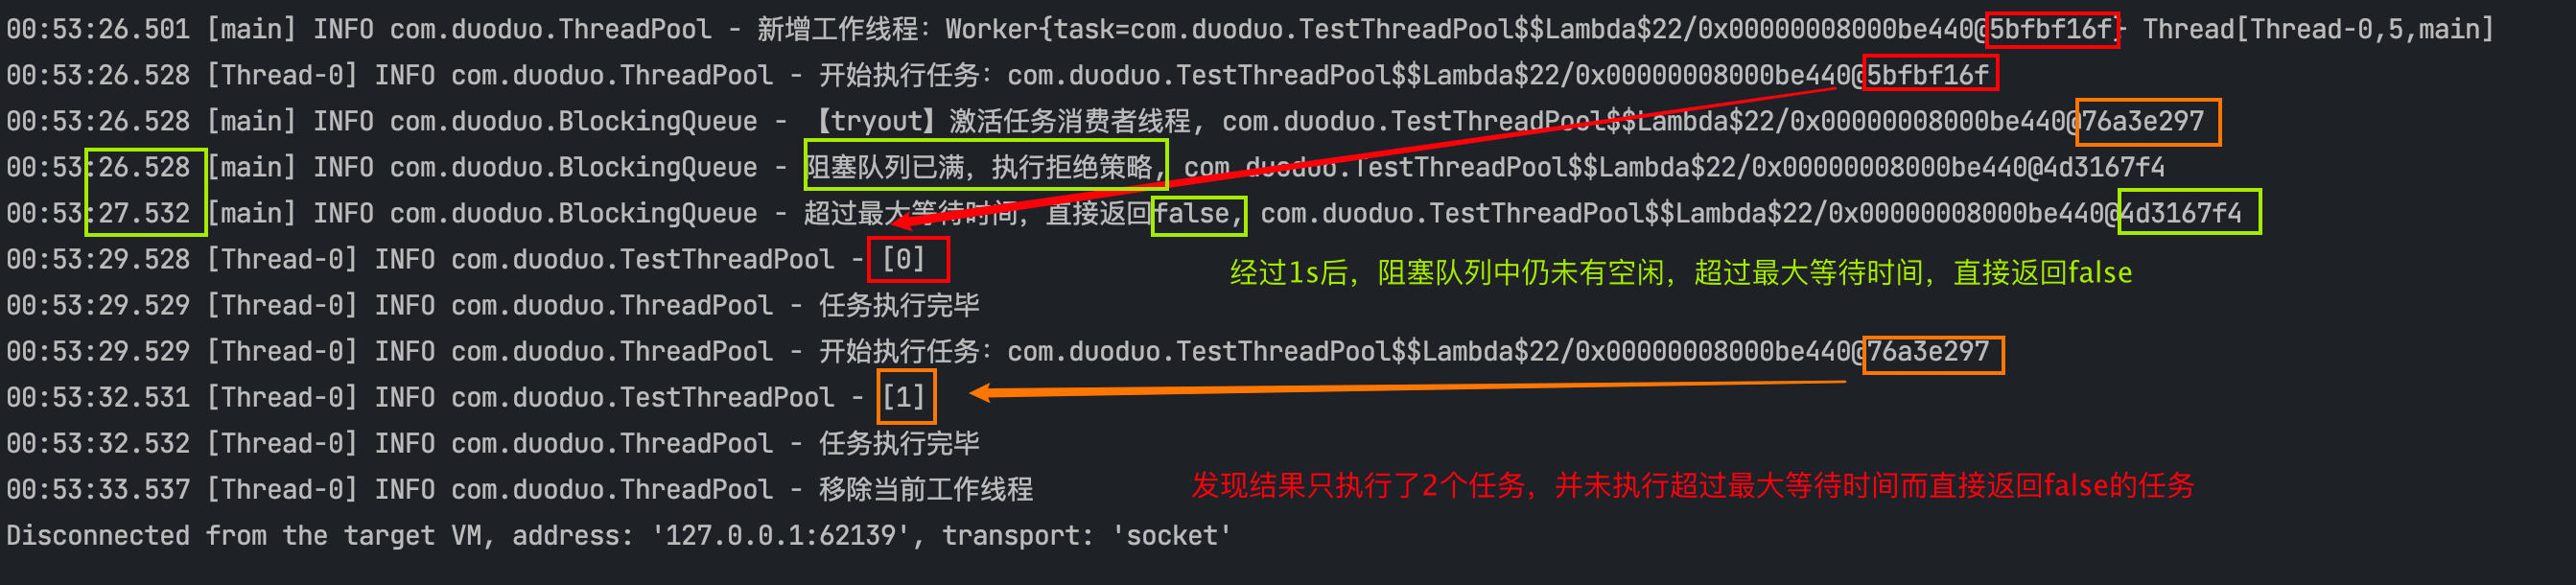 00:53:26.501 [main] INFO com.duoduo.ThreadPool - 新增工作线程：Worker{task=com.duoduo.TestThreadPool$$Lambda$22/0x00000008000be440@5bfbf16f} Thread[Thread-0,5,main]
00:53:26.528 [Thread-0] INFO com.duoduo.ThreadPool - 开始执行任务：com.duoduo.TestThreadPool$$Lambda$22/0x00000008000be440@5bfbf16f
00:53:26.528 [main] INFO com.duoduo.BlockingQueue - 【tryout】激活任务消费者线程, com.duoduo.TestThreadPool$$Lambda$22/0x00000008000be440@76a3e297
00:53:26.528 [main] INFO com.duoduo.BlockingQueue - 阻塞队列已满，执行拒绝策略, com.duoduo.TestThreadPool$$Lambda$22/0x00000008000be440@4d3167f4
00:53:27.532 [main] INFO com.duoduo.BlockingQueue - 超过最大等待时间，直接返回false, com.duoduo.TestThreadPool$$Lambda$22/0x00000008000be440@4d3167f4
00:53:29.528 [Thread-0] INFO com.duoduo.TestThreadPool - [0]
经过1s后，阻塞队列中仍未有空闲，超过最大等待时间，直接返回false
00:53:29.529 [Thread-0] INFO com.duoduo.ThreadPool - 任务执行完毕
00:53:29.529 [Thread-0] INFO com.duoduo.ThreadPool - 开始执行任务：com.duoduo.TestThreadPool$$Lambda$22/0x00000008000be440@76a3e297
00:53:32.531 [Thread-0] INFO com.duoduo.TestThreadPool - [1]
00:53:32.532 [Thread-0] INFO com.duoduo.ThreadPool - 任务执行完毕
00:53:33.537 [Thread-0] INFO com.duoduo.ThreadPool - 移除当前工作线程
发现结果只执行了2个任务，并未执行超过最大等待时间而直接返回false的任务
Disconnected from the target VM, address: '127.0.0.1:62139', transport: 'socket'